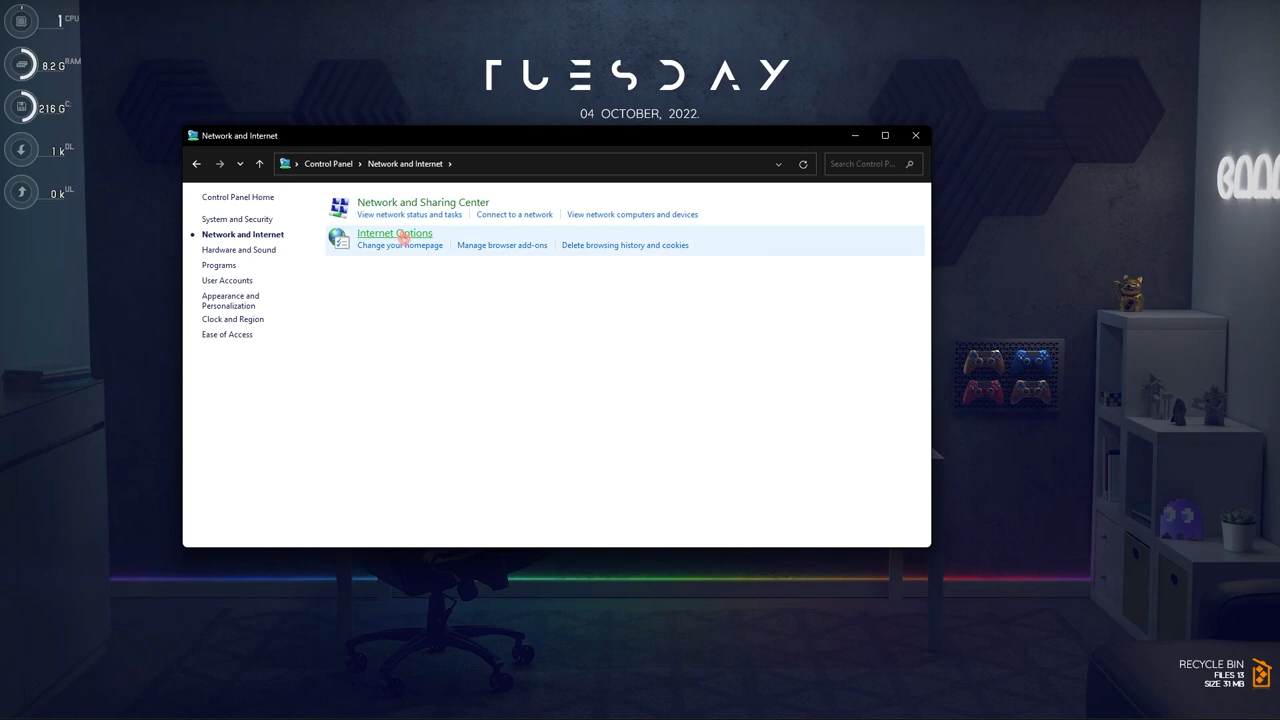 1 CPU
8.2 G RAM
216 G C:
1 k DL
0 k UL
TUESDAY
04 OCTOBER, 2022.
Network and Internet
Control Panel > Network and Internet >
Search Control P...
Control Panel Home
System and Security
Network and Internet
Hardware and Sound
Programs
User Accounts
Appearance and
Personalization
Clock and Region
Ease of Access
Network and Sharing Center
View network status and tasks | Connect to a network | View network computers and devices
Internet Options
Change your homepage | Manage browser add-ons | Delete browsing history and cookies
RECYCLE BIN
FILES 13
SIZE 31 MB